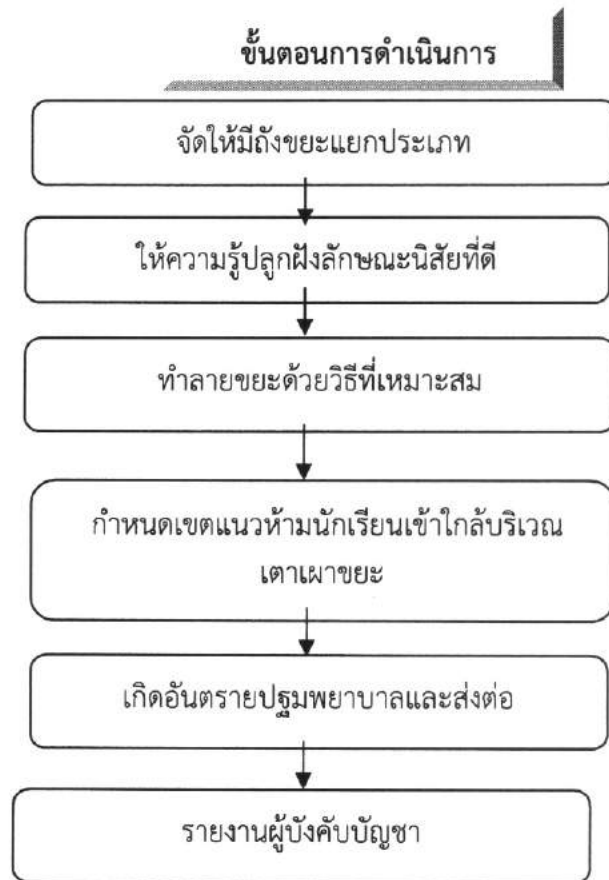 ขั้นตอนการดำเนินการ
จัดให้มีถังขยะแยกประเภท
ให้ความรู้ปลูกฝังลักษณะนิสัยที่ดี
ทำลายขยะด้วยวิธีที่เหมาะสม
กำหนดเขตแนวห้ามนักเรียนเข้าใกล้บริเวณ
เตาเผาขยะ
เกิดอันตรายปฐมพยาบาลและส่งต่อ
รายงานผู้บังคับบัญชา